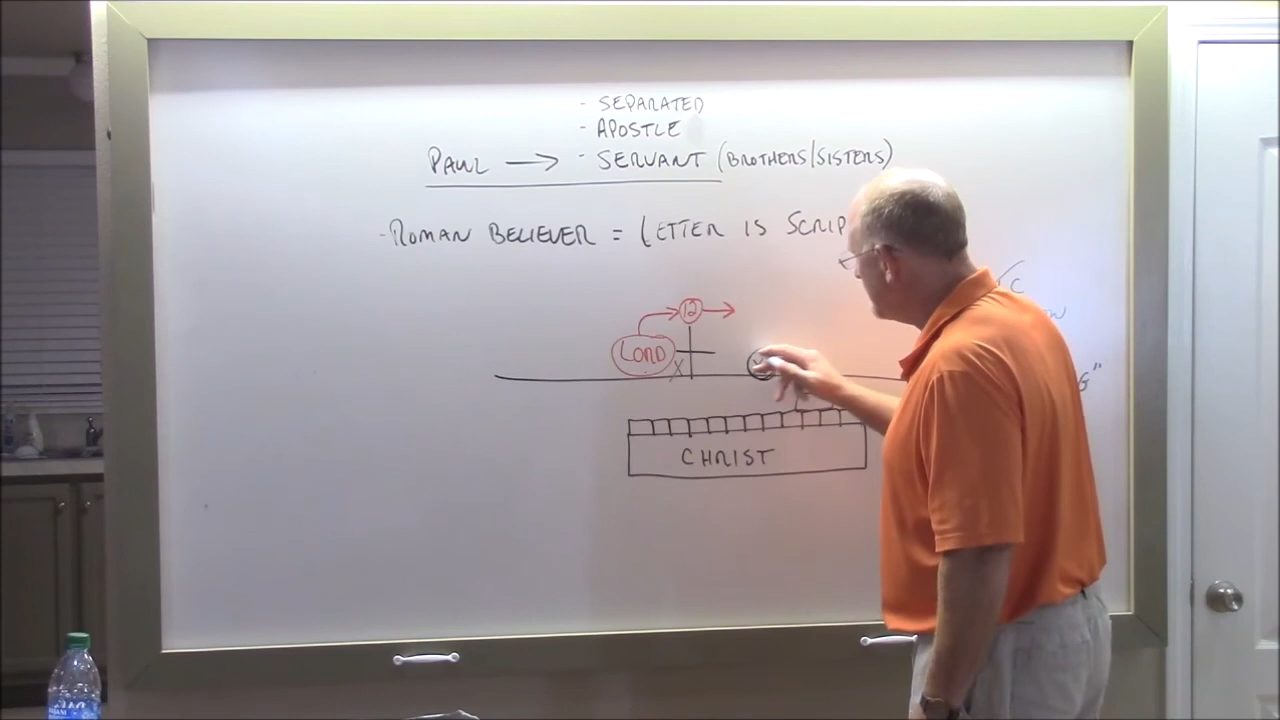 - SEPARATED
- APOSTLE
PAUL → - SERVANT (BROTHERS/SISTERS)
- ROMAN BELIEVER = LETTER IS SCRIP
12
LORD
X
CHRIST